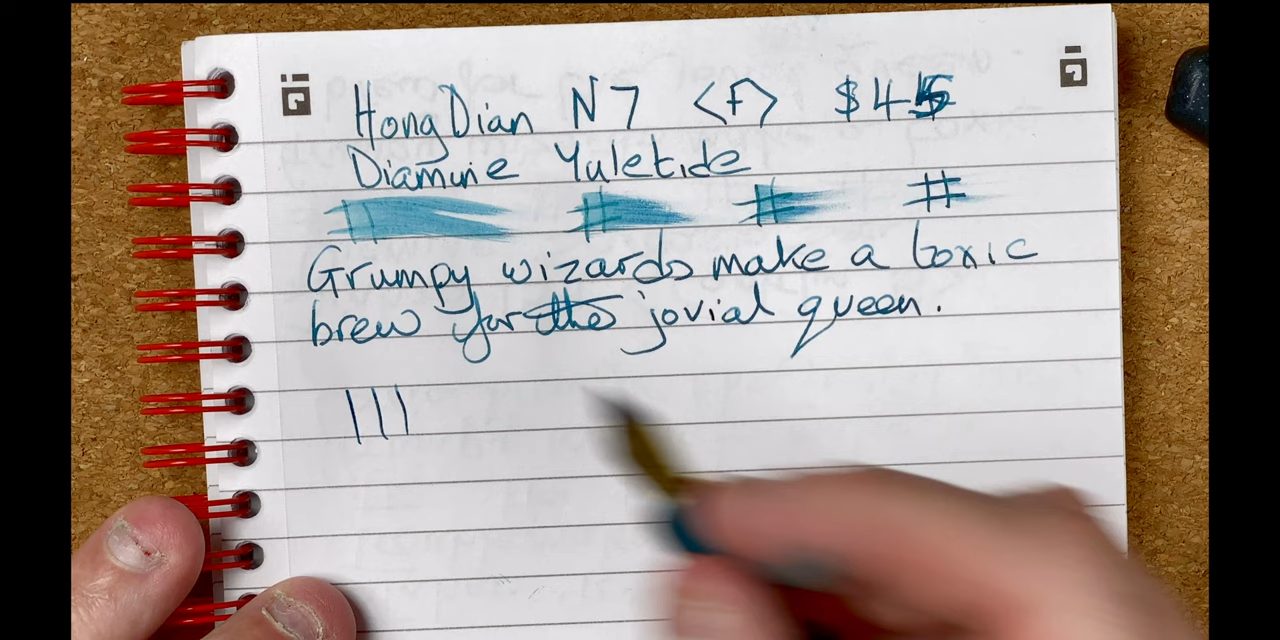 HongDian N7 <F> $45
Diamine Yuletide
# # # #
Grumpy wizards make a toxic
brew for the jovial queen.